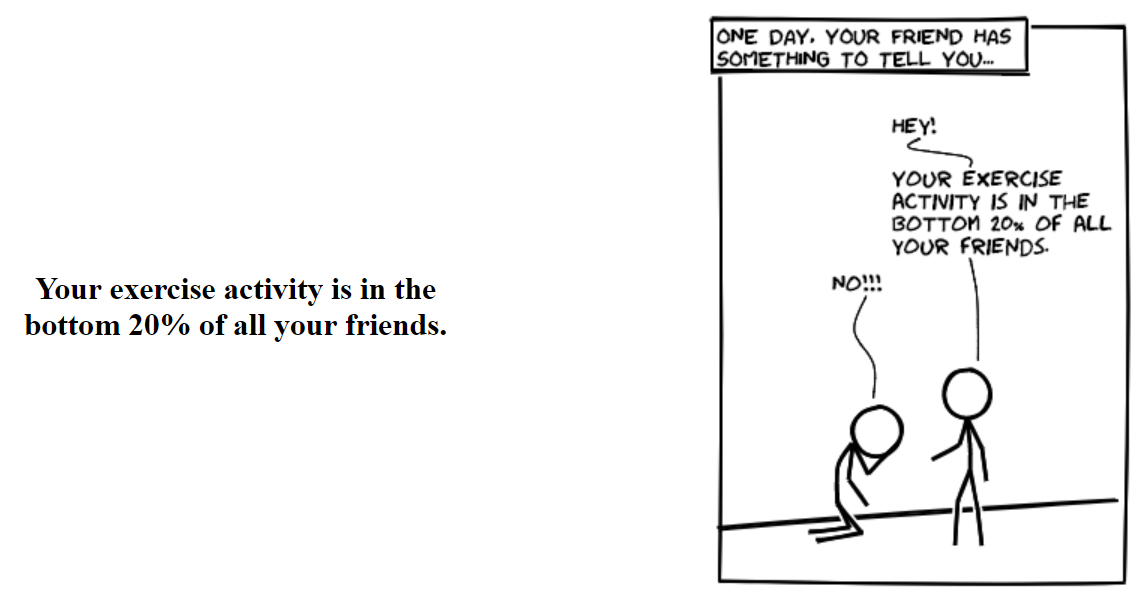 Your exercise activity is in the
bottom 20% of all your friends.
ONE DAY, YOUR FRIEND HAS
SOMETHING TO TELL YOU...
HEY!
YOUR EXERCISE
ACTIVITY IS IN THE
BOTTOM 20% OF ALL
YOUR FRIENDS.
NO!!!